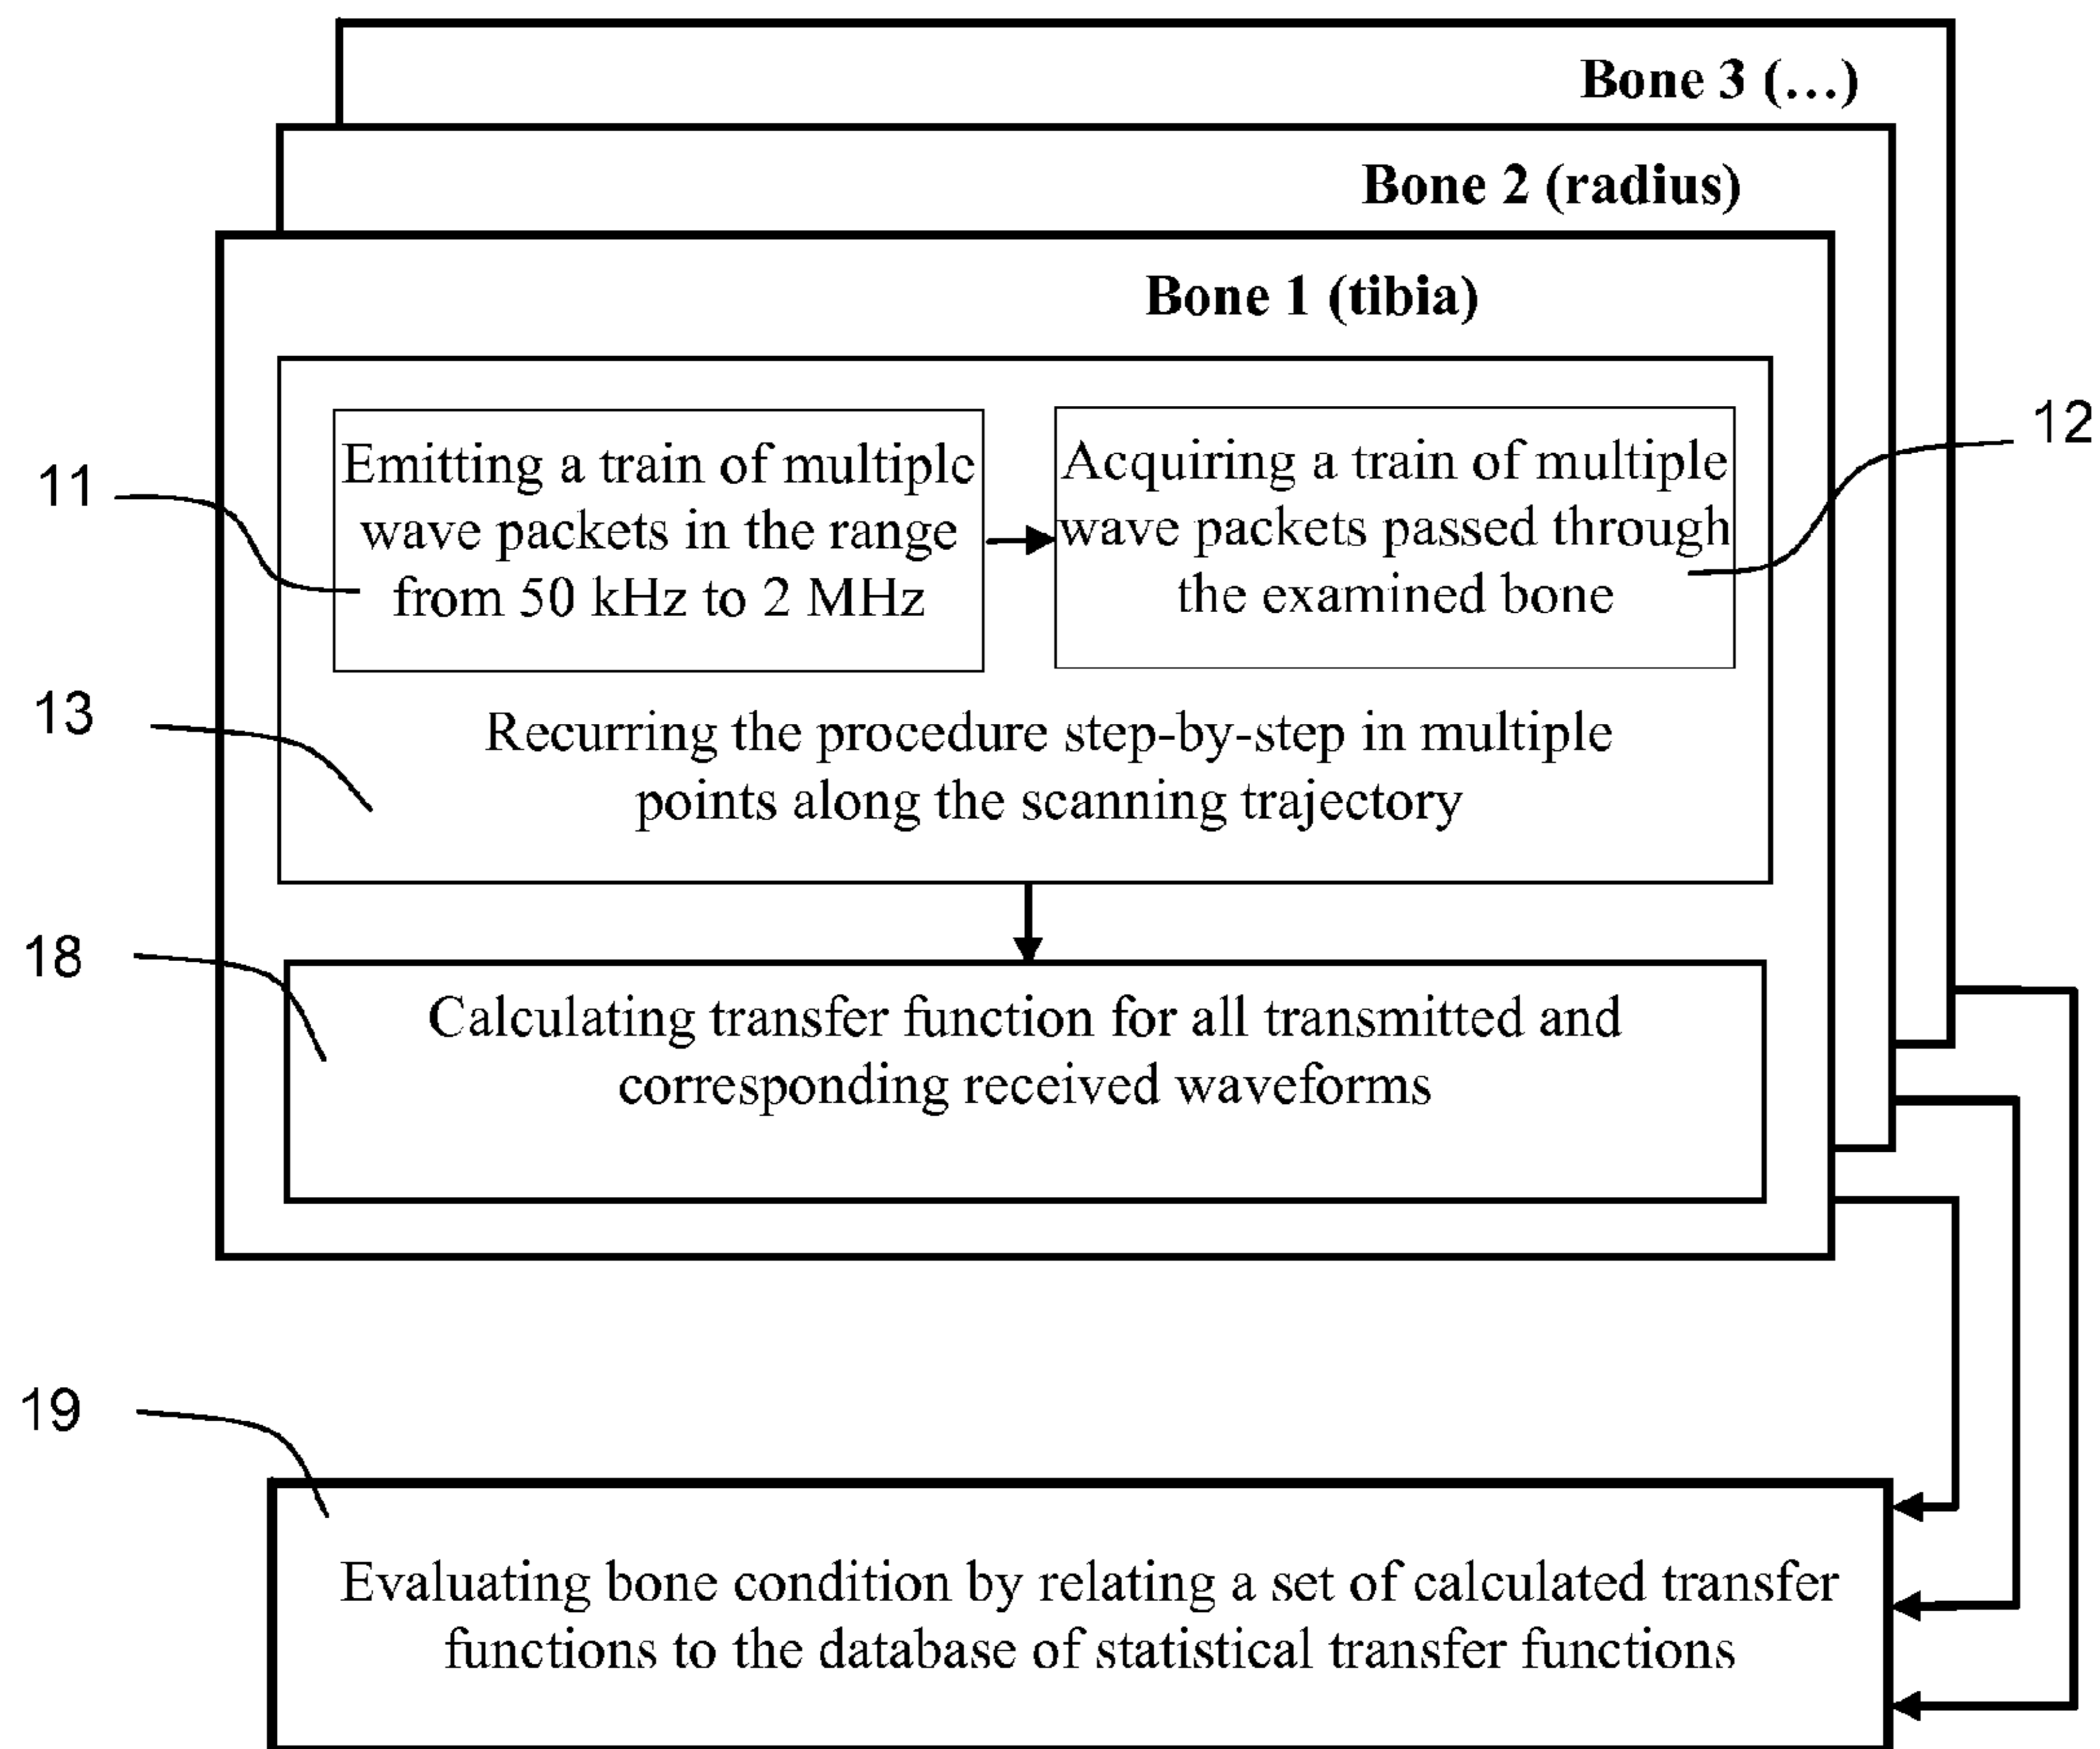 Bone 3 (...)
Bone 2 (radius)
Bone 1 (tibia)
11
Emitting a train of multiple
wave packets in the range
from 50 kHz to 2 MHz
Acquiring a train of multiple
wave packets passed through
the examined bone
12
13
Recurring the procedure step-by-step in multiple
points along the scanning trajectory
18
Calculating transfer function for all transmitted and
corresponding received waveforms
19
Evaluating bone condition by relating a set of calculated transfer
functions to the database of statistical transfer functions